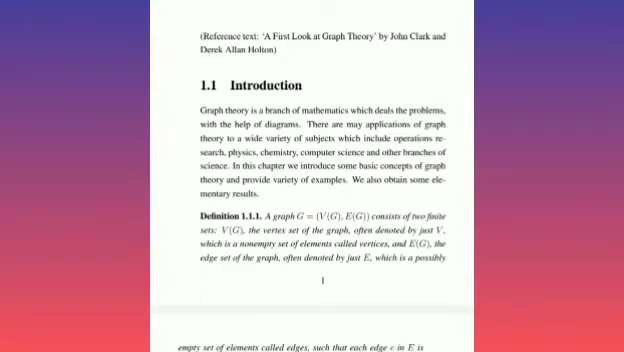 (Reference text: ‘A First Look at Graph Theory’ by John Clark and
Derek Allan Holton)
1.1 Introduction
Graph theory is a branch of mathematics which deals the problems,
with the help of diagrams. There are may applications of graph
theory to a wide variety of subjects which include operations re-
search, physics, chemistry, computer science and other branches of
science. In this chapter we introduce some basic concepts of graph
theory and provide variety of examples. We also obtain some ele-
mentary results.
Definition 1.1.1. A graph G = (V(G), E(G)) consists of two finite
sets: V(G), the vertex set of the graph, often denoted by just V,
which is a nonempty set of elements called vertices, and E(G), the
edge set of the graph, often denoted by just E, which is a possibly
1
empty set of elements called edges, such that each edge e in E is